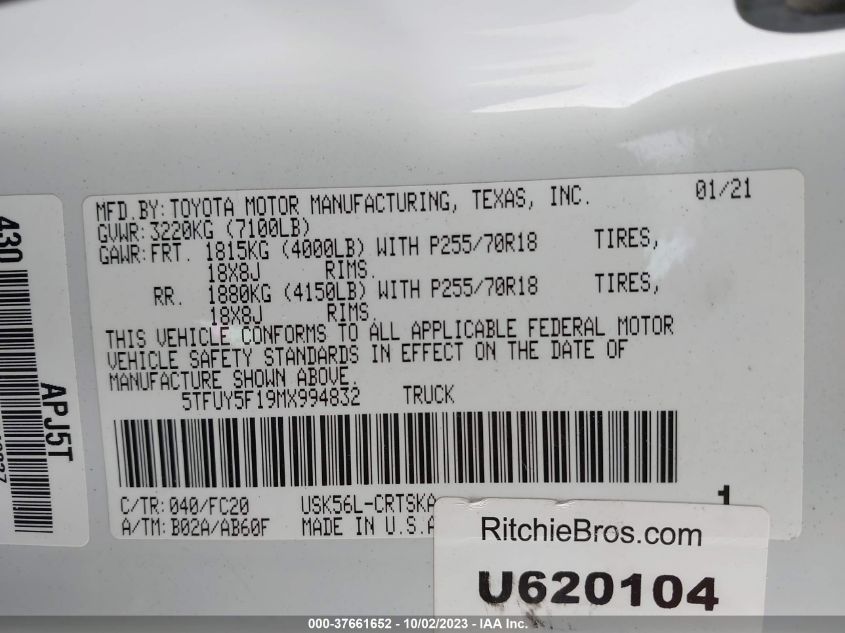 MFD.BY:TOYOTA MOTOR MANUFACTURING, TEXAS, INC. 01/21
GVWR:3220KG (7100LB)
GAWR:FRT. 1815KG (4000LB) WITH P255/70R18 TIRES,
18X8J RIMS.
RR. 1880KG (4150LB) WITH P255/70R18 TIRES,
18X8J RIMS.
THIS VEHICLE CONFORMS TO ALL APPLICABLE FEDERAL MOTOR
VEHICLE SAFETY STANDARDS IN EFFECT ON THE DATE OF
MANUFACTURE SHOWN ABOVE.
5TFUY5F19MX994832 TRUCK
C/TR:040/FC20 USK56L-CRTSKA 1
A/TM:B02A/AB60F MADE IN U.S.A
430
APJ5T
RitchieBros.com
U620104
000-37661652 - 10/02/2023 - IAA Inc.